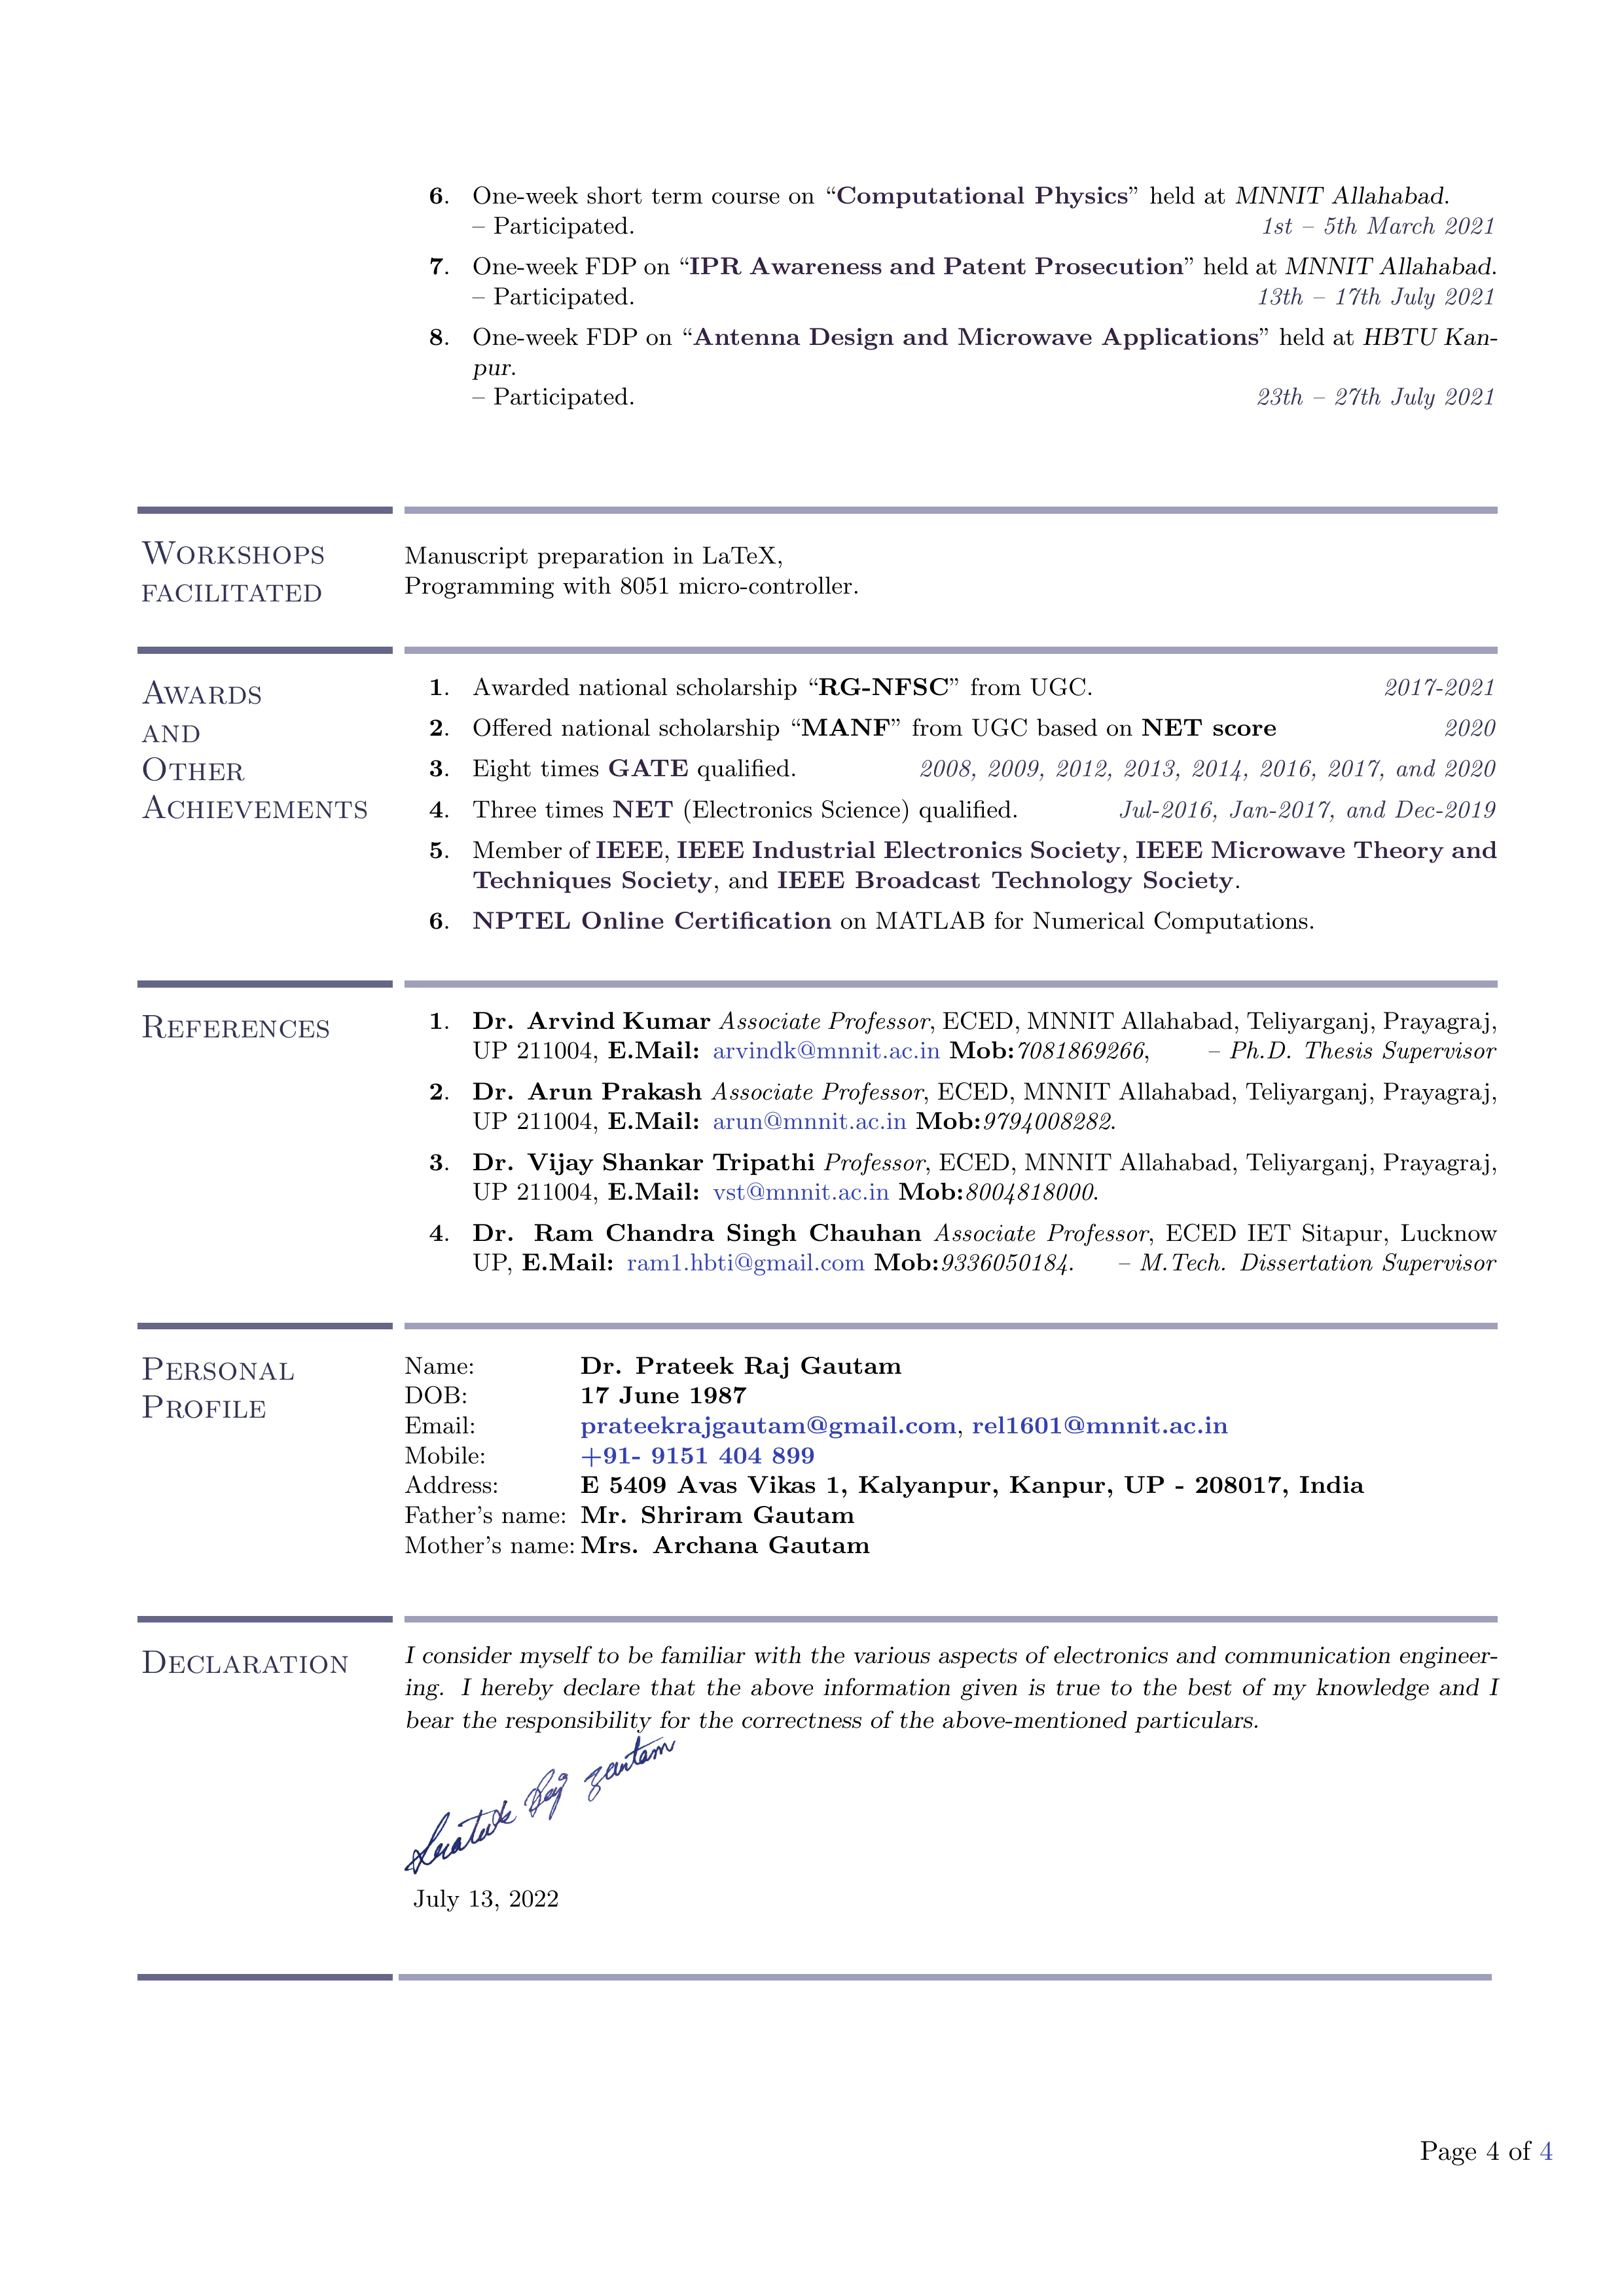 6. One-week short term course on “Computational Physics” held at MNNIT Allahabad.
– Participated. 1st – 5th March 2021
7. One-week FDP on “IPR Awareness and Patent Prosecution” held at MNNIT Allahabad.
– Participated. 13th – 17th July 2021
8. One-week FDP on “Antenna Design and Microwave Applications” held at HBTU Kan-
pur.
– Participated. 23th – 27th July 2021
Workshops
facilitated
Manuscript preparation in LaTeX,
Programming with 8051 micro-controller.
Awards
and
Other
Achievements
1. Awarded national scholarship “RG-NFSC” from UGC. 2017-2021
2. Offered national scholarship “MANF” from UGC based on NET score 2020
3. Eight times GATE qualified. 2008, 2009, 2012, 2013, 2014, 2016, 2017, and 2020
4. Three times NET (Electronics Science) qualified. Jul-2016, Jan-2017, and Dec-2019
5. Member of IEEE, IEEE Industrial Electronics Society, IEEE Microwave Theory and
Techniques Society, and IEEE Broadcast Technology Society.
6. NPTEL Online Certification on MATLAB for Numerical Computations.
References
1. Dr. Arvind Kumar Associate Professor, ECED, MNNIT Allahabad, Teliyarganj, Prayagraj,
UP 211004, E.Mail: arvindk@mnnit.ac.in Mob:7081869266, – Ph.D. Thesis Supervisor
2. Dr. Arun Prakash Associate Professor, ECED, MNNIT Allahabad, Teliyarganj, Prayagraj,
UP 211004, E.Mail: arun@mnnit.ac.in Mob:9794008282.
3. Dr. Vijay Shankar Tripathi Professor, ECED, MNNIT Allahabad, Teliyarganj, Prayagraj,
UP 211004, E.Mail: vst@mnnit.ac.in Mob:8004818000.
4. Dr. Ram Chandra Singh Chauhan Associate Professor, ECED IET Sitapur, Lucknow
UP, E.Mail: ram1.hbti@gmail.com Mob:9336050184. – M.Tech. Dissertation Supervisor
Personal
Profile
Name: Dr. Prateek Raj Gautam
DOB: 17 June 1987
Email: prateekrajgautam@gmail.com, rel1601@mnnit.ac.in
Mobile: +91- 9151 404 899
Address: E 5409 Avas Vikas 1, Kalyanpur, Kanpur, UP - 208017, India
Father’s name: Mr. Shriram Gautam
Mother’s name: Mrs. Archana Gautam
Declaration
I consider myself to be familiar with the various aspects of electronics and communication engineer-
ing. I hereby declare that the above information given is true to the best of my knowledge and I
bear the responsibility for the correctness of the above-mentioned particulars.
Prateek Raj Gautam
July 13, 2022
Page 4 of 4